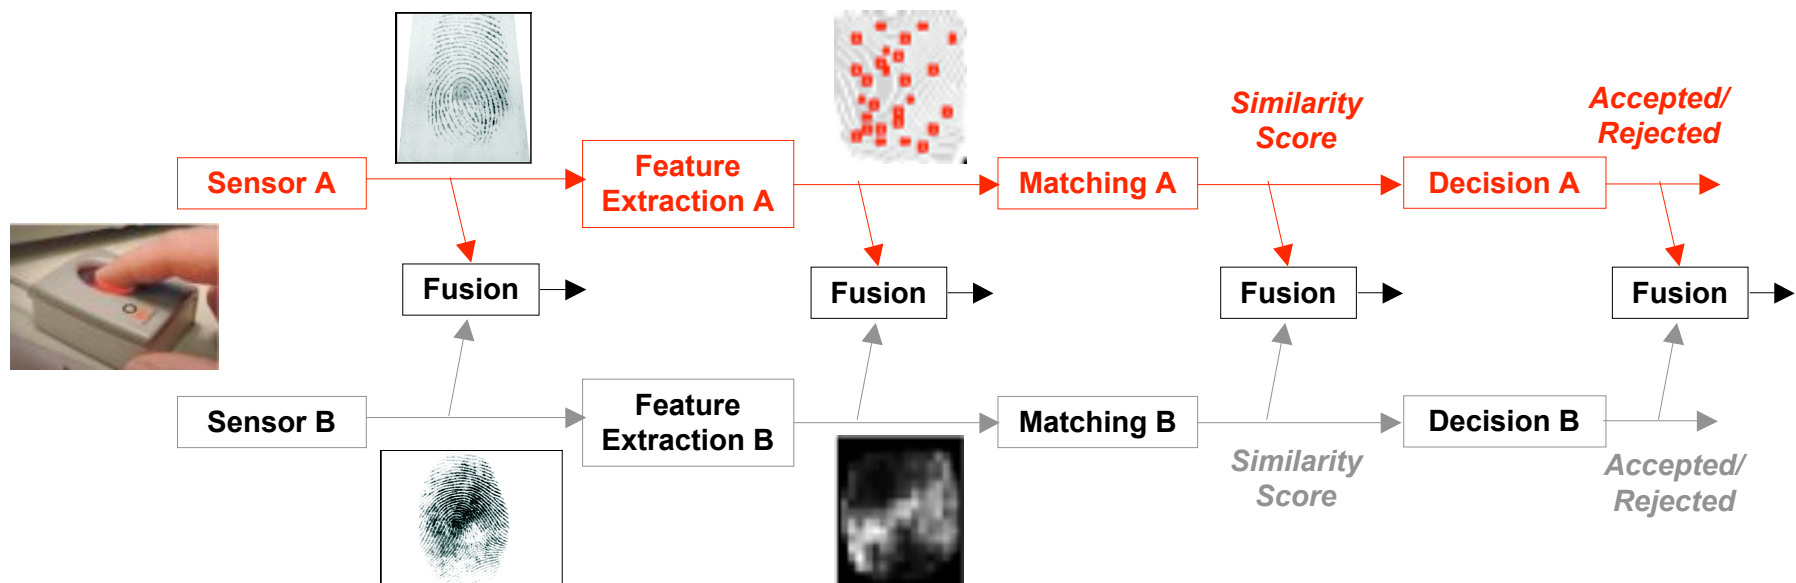 Similarity
Score
Accepted/
Rejected
Sensor A
Feature
Extraction A
Matching A
Decision A
Fusion
Fusion
Fusion
Fusion
Sensor B
Feature
Extraction B
Matching B
Decision B
Similarity
Score
Accepted/
Rejected